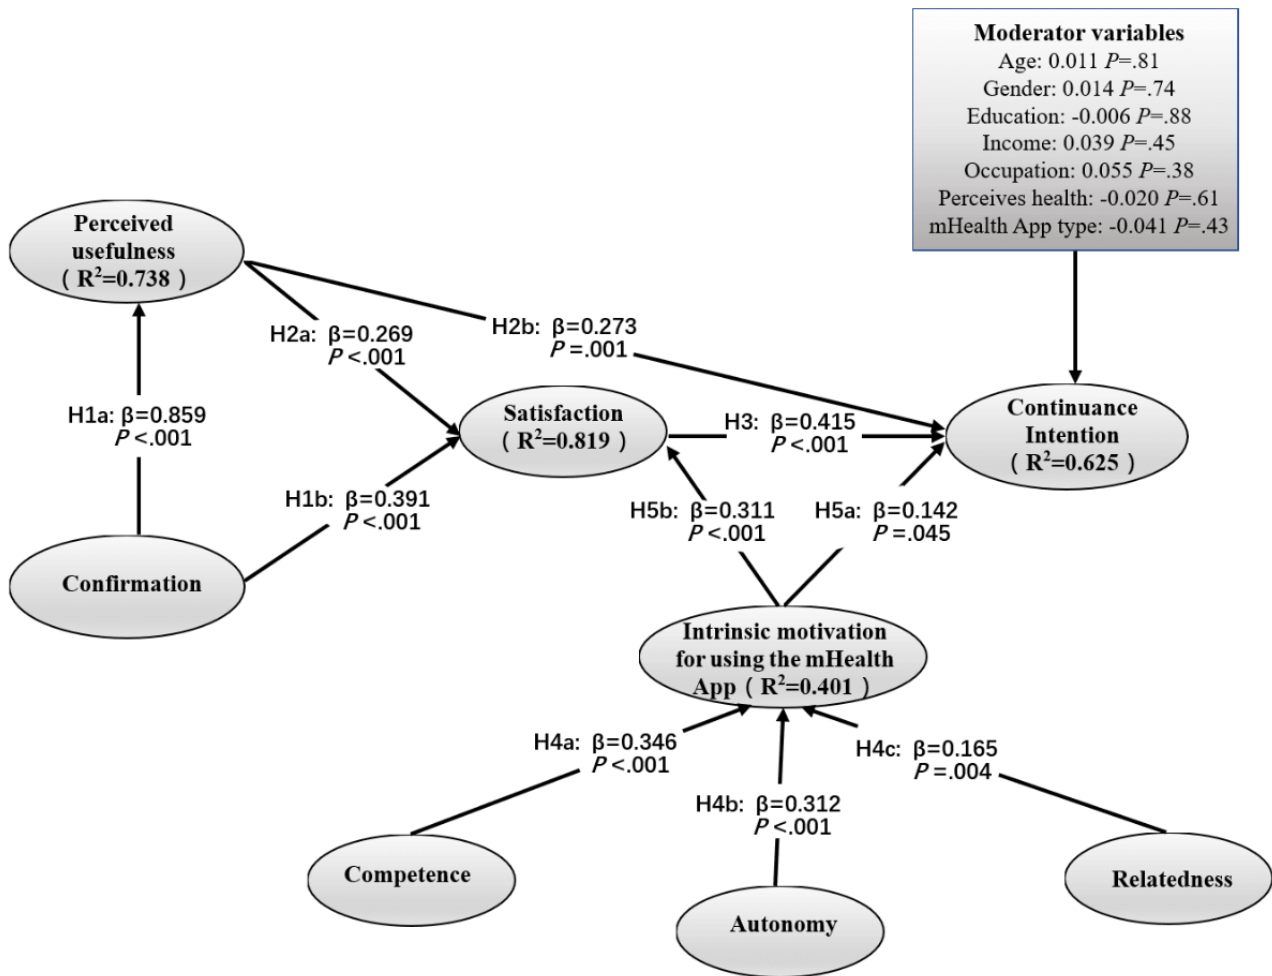 Moderator variables
Age: 0.011 P=.81
Gender: 0.014 P=.74
Education: -0.006 P=.88
Income: 0.039 P=.45
Occupation: 0.055 P=.38
Perceives health: -0.020 P=.61
mHealth App type: -0.041 P=.43
Perceived
usefulness
( R²=0.738 )
H2a: β=0.269
P<.001
H2b: β=0.273
P=.001
H1a: β=0.859
P<.001
Satisfaction
( R²=0.819 )
H3: β=0.415
P<.001
Continuance
Intention
( R²=0.625 )
H1b: β=0.391
P<.001
H5b: β=0.311
P<.001
H5a: β=0.142
P=.045
Confirmation
Intrinsic motivation
for using the mHealth
App ( R²=0.401 )
H4a: β=0.346
P<.001
H4b: β=0.312
P<.001
H4c: β=0.165
P=.004
Competence
Autonomy
Relatedness